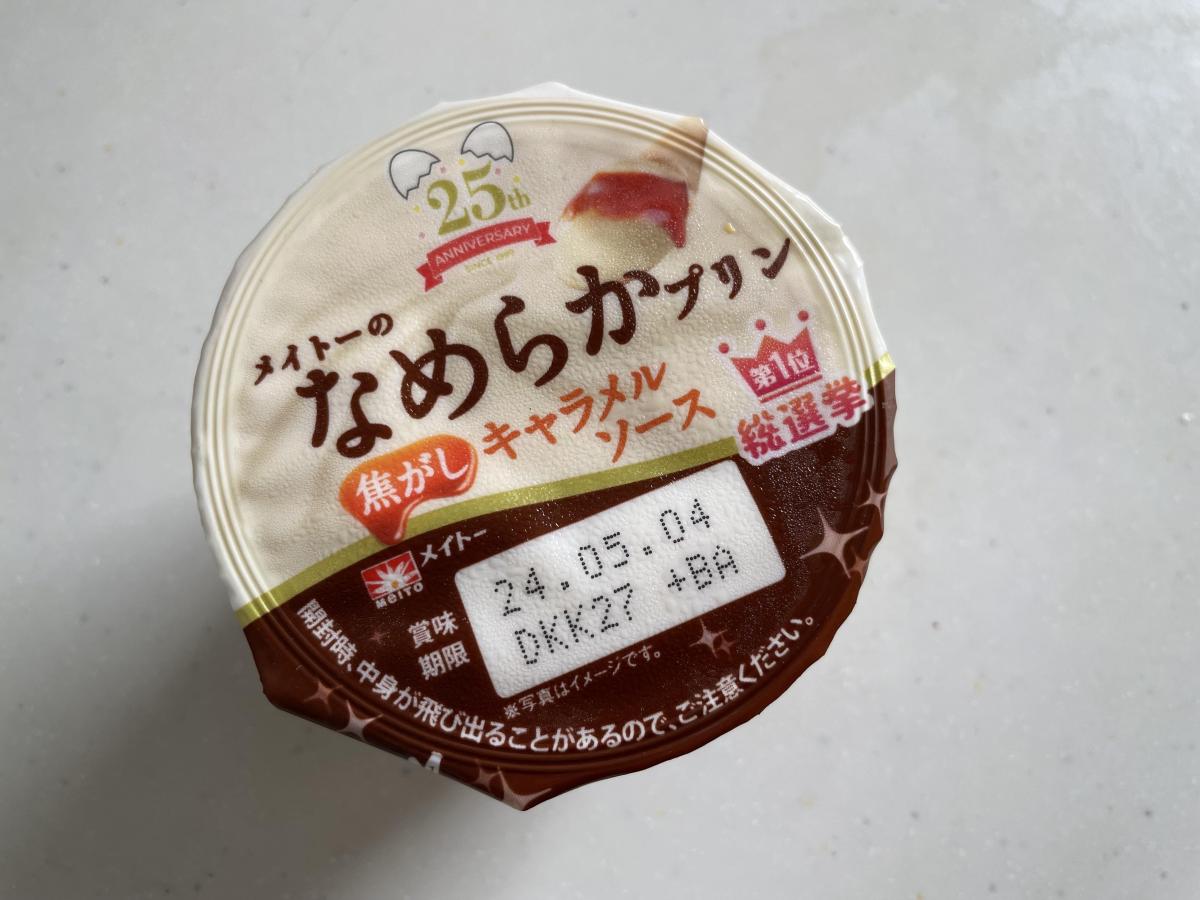 25th
ANNIVERSARY
メイトーの
なめらかプリン
焦がし
キャラメル
ソース
第1位
総選挙
MEITO
メイトー
賞味
期限
24.05.04
DKK27 +BA
※写真はイメージです。
開封時、中身が飛び出ることがあるので、ご注意ください。